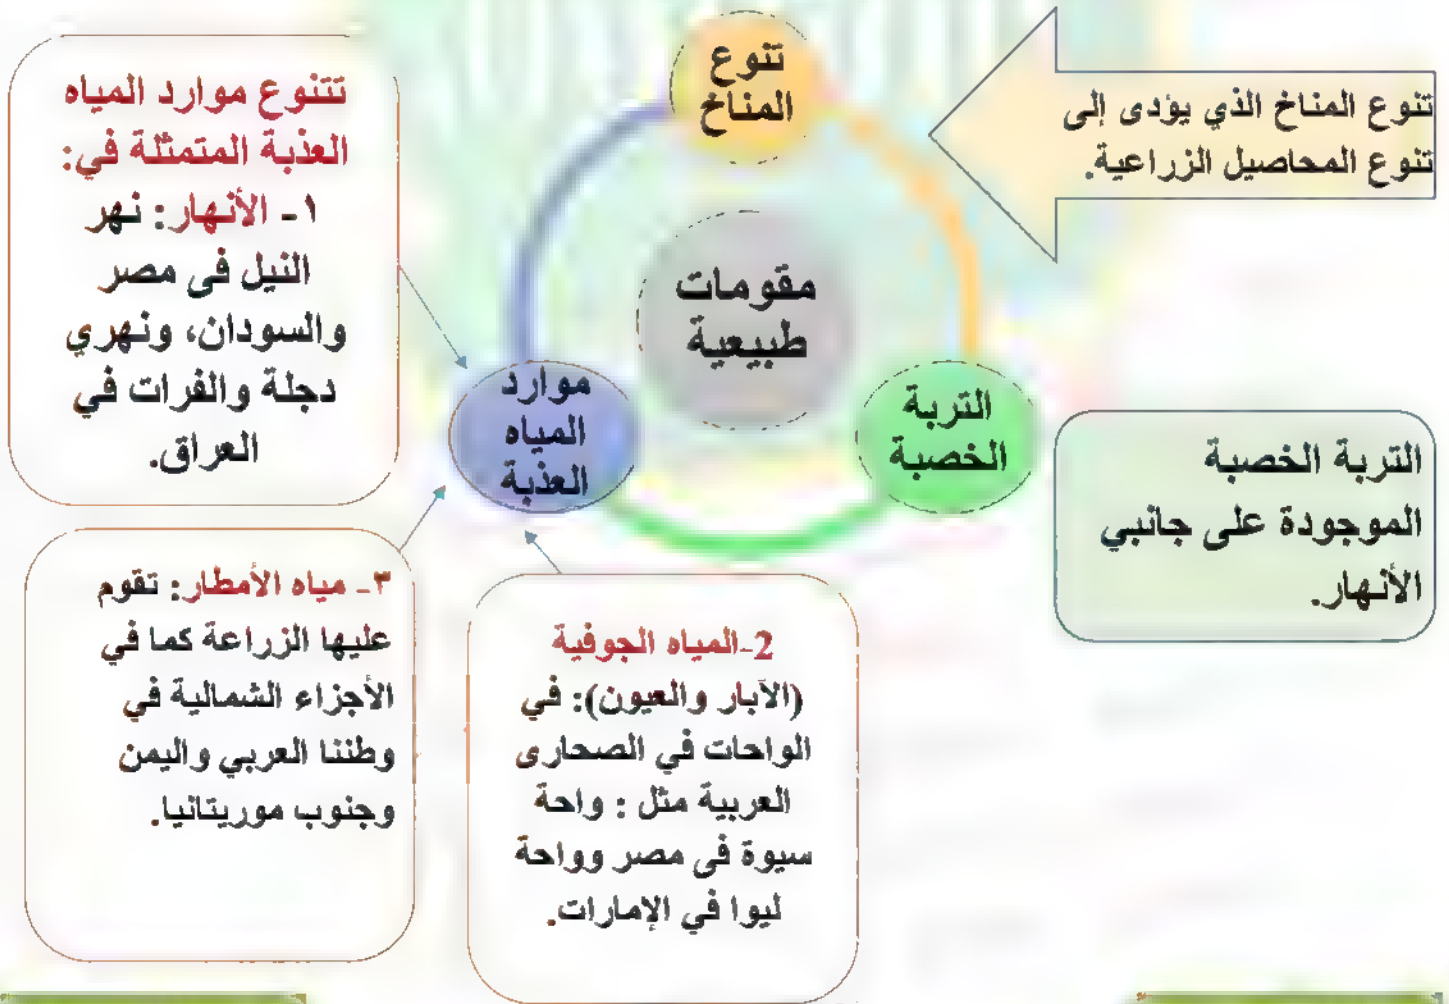 تنوع
المناخ
تنوع المناخ الذي يؤدى إلى
تنوع المحاصيل الزراعية.
مقومات
طبيعية
التربة
الخصبة
التربة الخصبة
الموجودة على جانبي
الأنهار.
موارد
المياه
العذبة
تتنوع موارد المياه
العذبة المتمثلة في:
١- الأنهار: نهر
النيل فى مصر
والسودان، ونهري
دجلة والفرات في
العراق.
2-المياه الجوفية
(الآبار والعيون): في
الواحات في الصحارى
العربية مثل : واحة
سيوة فى مصر وواحة
ليوا في الإمارات.
٣- مياه الأمطار: تقوم
عليها الزراعة كما في
الأجزاء الشمالية في
وطننا العربي واليمن
وجنوب موريتانيا.